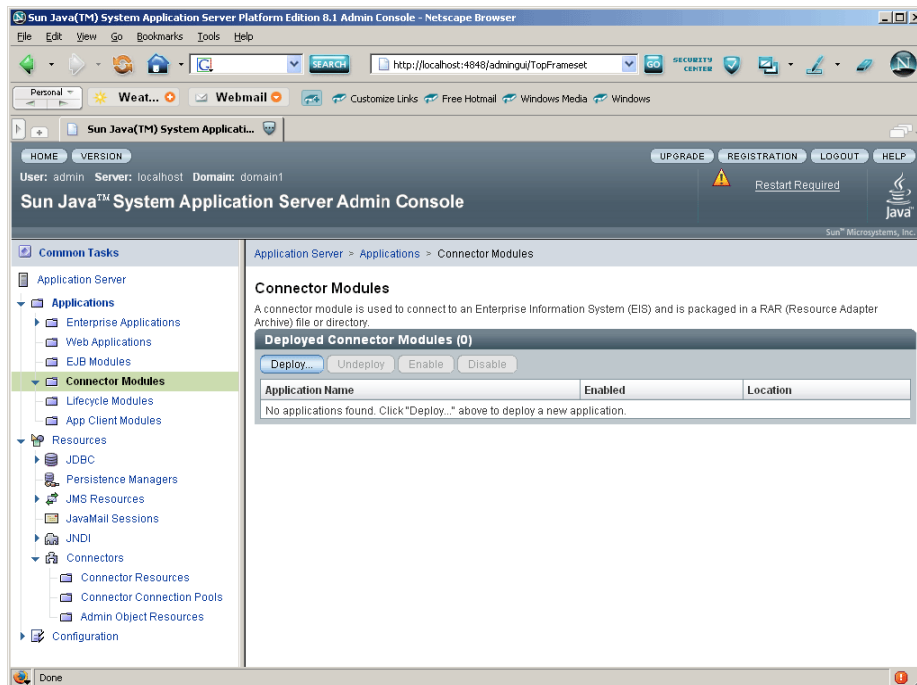 Sun Java(TM) System Application Server Platform Edition 8.1 Admin Console - Netscape Browser
File Edit View Go Bookmarks Tools Help
SEARCH http://localhost:4848/admingui/TopFrameset GO SECURITY CENTER
Personal Weat... Webmail Customize Links Free Hotmail Windows Media Windows
Sun Java(TM) System Applicati...
HOME VERSION UPGRADE REGISTRATION LOGOUT HELP
User: admin Server: localhost Domain: domain1
Restart Required
Sun Java™ System Application Server Admin Console
Java
Sun™ Microsystems, Inc.
Common Tasks
Application Server
Applications
Enterprise Applications
Web Applications
EJB Modules
Connector Modules
Lifecycle Modules
App Client Modules
Resources
JDBC
Persistence Managers
JMS Resources
JavaMail Sessions
JNDI
Connectors
Connector Resources
Connector Connection Pools
Admin Object Resources
Configuration
Application Server > Applications > Connector Modules
Connector Modules
A connector module is used to connect to an Enterprise Information System (EIS) and is packaged in a RAR (Resource Adapter
Archive) file or directory.
Deployed Connector Modules (0)
Deploy... Undeploy Enable Disable
Application Name Enabled Location
No applications found. Click "Deploy..." above to deploy a new application.
Done